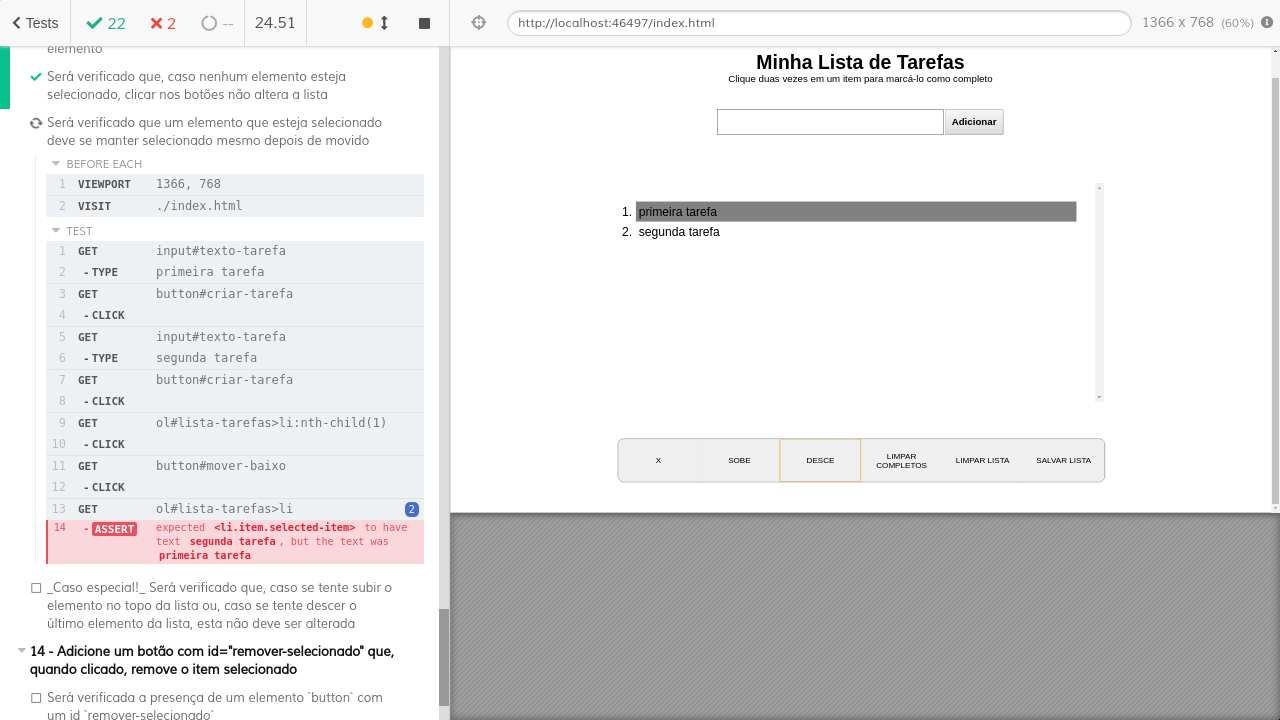 Tests
22
2
--
24.51
http://localhost:46497/index.html
1366 x 768 (60%)
elemento
Será verificado que, caso nenhum elemento esteja
selecionado, clicar nos botões não altera a lista
Será verificado que um elemento que esteja selecionado
deve se manter selecionado mesmo depois de movido
BEFORE EACH
1 VIEWPORT 1366, 768
2 VISIT ./index.html
TEST
1 GET input#texto-tarefa
2 -TYPE primeira tarefa
3 GET button#criar-tarefa
4 -CLICK
5 GET input#texto-tarefa
6 -TYPE segunda tarefa
7 GET button#criar-tarefa
8 -CLICK
9 GET ol#lista-tarefas>li:nth-child(1)
10 -CLICK
11 GET button#mover-baixo
12 -CLICK
13 GET ol#lista-tarefas>li 2
14 -ASSERT expected <li.item.selected-item> to have
text segunda tarefa, but the text was
primeira tarefa
_Caso especial!_ Será verificado que, caso se tente subir o
elemento no topo da lista ou, caso se tente descer o
último elemento da lista, esta não deve ser alterada
14 - Adicione um botão com id="remover-selecionado" que,
quando clicado, remove o item selecionado
Será verificada a presença de um elemento `button` com
um id `remover-selecionado`
Minha Lista de Tarefas
Clique duas vezes em um item para marcá-lo como completo
Adicionar
1. primeira tarefa
2. segunda tarefa
X
SOBE
DESCE
LIMPAR
COMPLETOS
LIMPAR LISTA
SALVAR LISTA